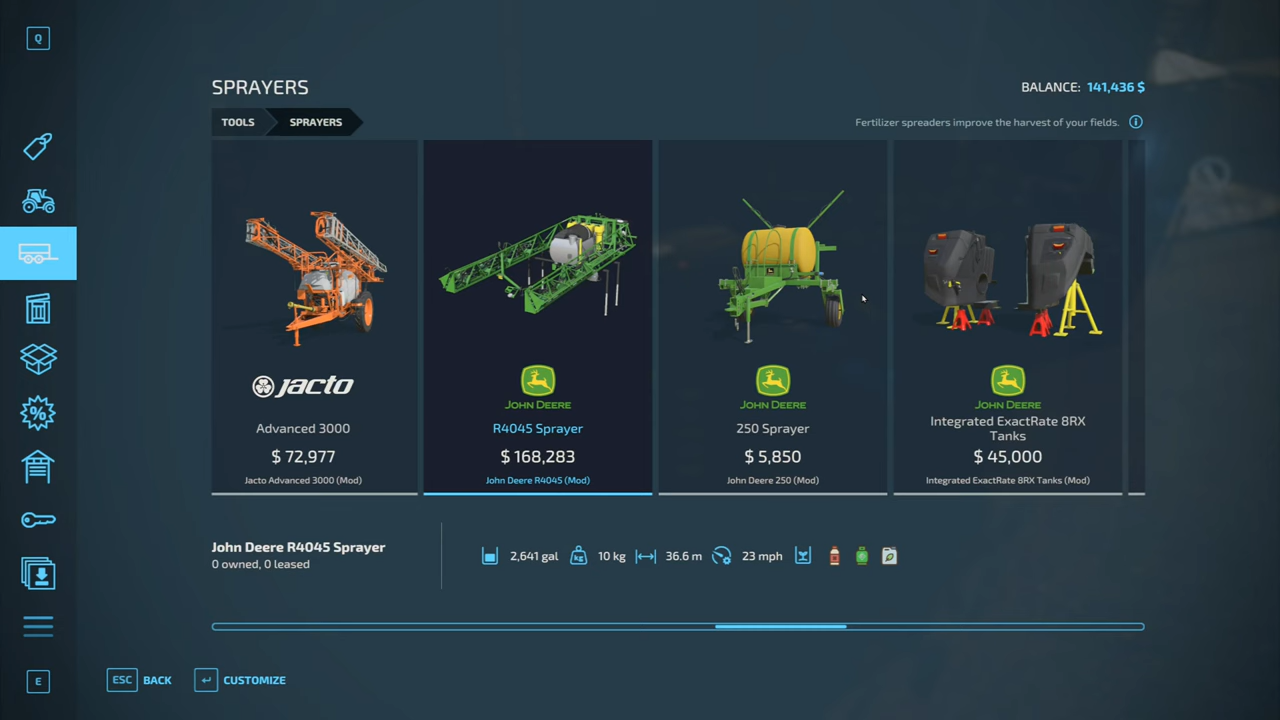 Q
SPRAYERS
BALANCE: 141,436 $
TOOLS
SPRAYERS
Fertilizer spreaders improve the harvest of your fields.
jacto
Advanced 3000
$ 72,977
Jacto Advanced 3000 (Mod)
JOHN DEERE
R4045 Sprayer
$ 168,283
John Deere R4045 (Mod)
JOHN DEERE
250 Sprayer
$ 5,850
John Deere 250 (Mod)
JOHN DEERE
Integrated ExactRate 8RX
Tanks
$ 45,000
Integrated ExactRate 8RX Tanks (Mod)
John Deere R4045 Sprayer
0 owned, 0 leased
2,641 gal
kg
10 kg
36.6 m
23 mph
E
ESC BACK
CUSTOMIZE